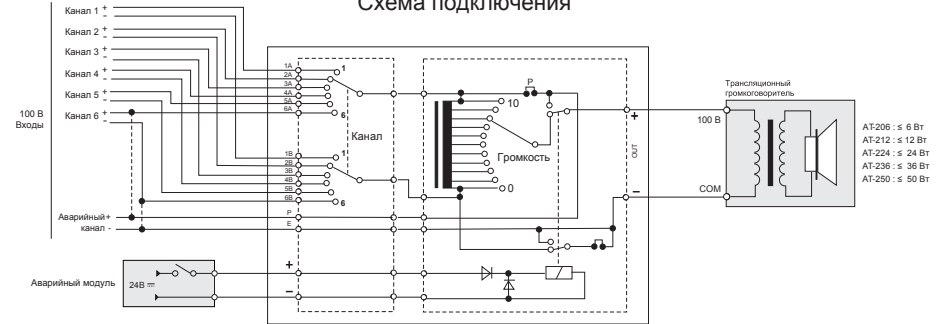 Схема подключения
Канал 1 + -
Канал 2 + -
Канал 3 + -
Канал 4 + -
Канал 5 + -
Канал 6 + -
100 В
Входы
Аварийный+
канал -
Аварийный модуль
24В
1A
2A
3A
4A
5A
6A
1
6
Канал
1B
2B
3B
4B
5B
6B
1
6
P
E
+
–
P
10
Громкость
0
+
OUT
–
Трансляционный
громкоговоритель
100 В
COM
AT-206 : ≤ 6 Вт
AT-212 : ≤ 12 Вт
AT-224 : ≤ 24 Вт
AT-236 : ≤ 36 Вт
AT-250 : ≤ 50 Вт